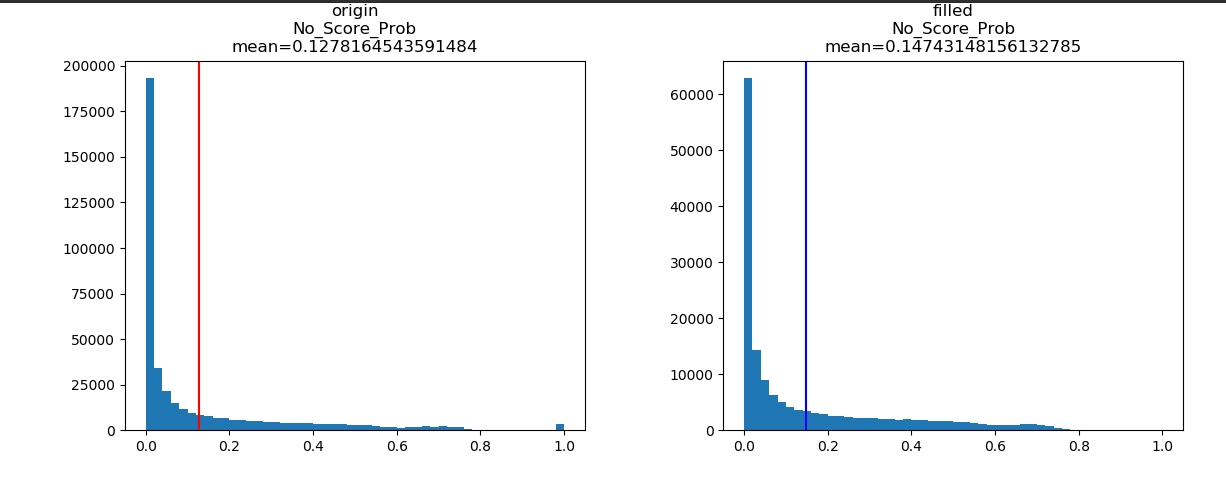 origin
No_Score_Prob
mean=0.1278164543591484
200000
175000
150000
125000
100000
75000
50000
25000
0
0.0 0.2 0.4 0.6 0.8 1.0
filled
No_Score_Prob
mean=0.14743148156132785
60000
50000
40000
30000
20000
10000
0
0.0 0.2 0.4 0.6 0.8 1.0